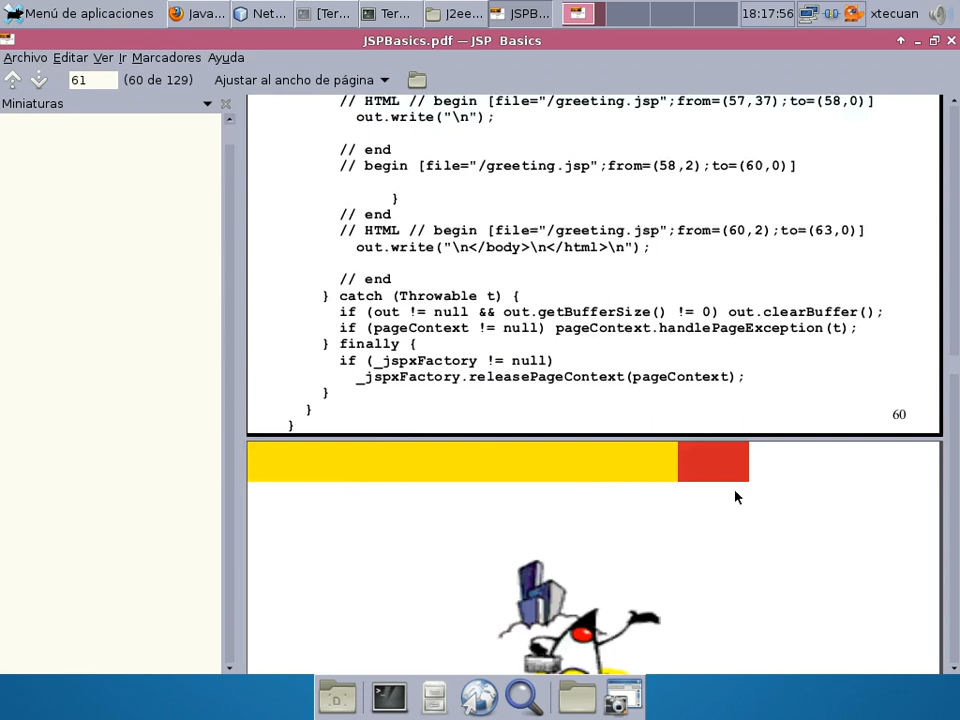 Menú de aplicaciones
Java...
Net...
[Ter...
Ter...
J2ee...
JSPB...
18:17:56
xtecuan
JSPBasics.pdf — JSP Basics
Archivo Editar Ver Ir Marcadores Ayuda
61 (60 de 129) Ajustar al ancho de página
Miniaturas
// HTML // begin [file="/greeting.jsp";from=(57,37);to=(58,0)]
out.write("\n");
// end
// begin [file="/greeting.jsp";from=(58,2);to=(60,0)]
}
// end
// HTML // begin [file="/greeting.jsp";from=(60,2);to=(63,0)]
out.write("\n</body>\n</html>\n");
// end
} catch (Throwable t) {
if (out != null && out.getBufferSize() != 0) out.clearBuffer();
if (pageContext != null) pageContext.handlePageException(t);
} finally {
if (_jspxFactory != null)
_jspxFactory.releasePageContext(pageContext);
}
}
}
60